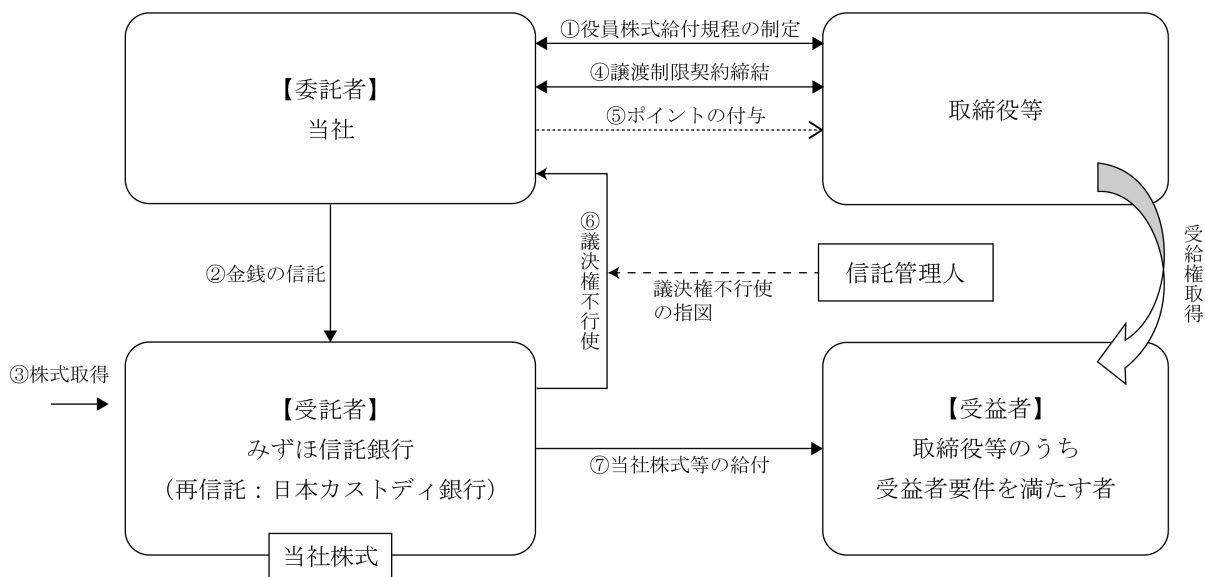 ①役員株式給付規程の制定
【委託者】
当社
④譲渡制限契約締結
取締役等
⑤ポイントの付与
⑥議決権不行使
受給権取得
②金銭の信託
信託管理人
議決権不行使
の指図
③株式取得
【受託者】
みずほ信託銀行
（再信託：日本カストディ銀行）
当社株式
⑦当社株式等の給付
【受益者】
取締役等のうち
受益者要件を満たす者